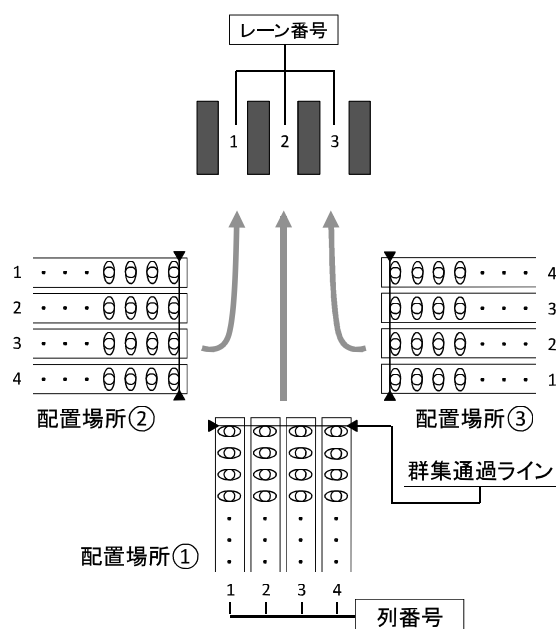 レーン番号
1 2 3
1 ・・・
2 ・・・
3 ・・・
4 ・・・
・・・ 4
・・・ 3
・・・ 2
・・・ 1
配置場所②
配置場所③
群集通過ライン
配置場所①
1 2 3 4
列番号